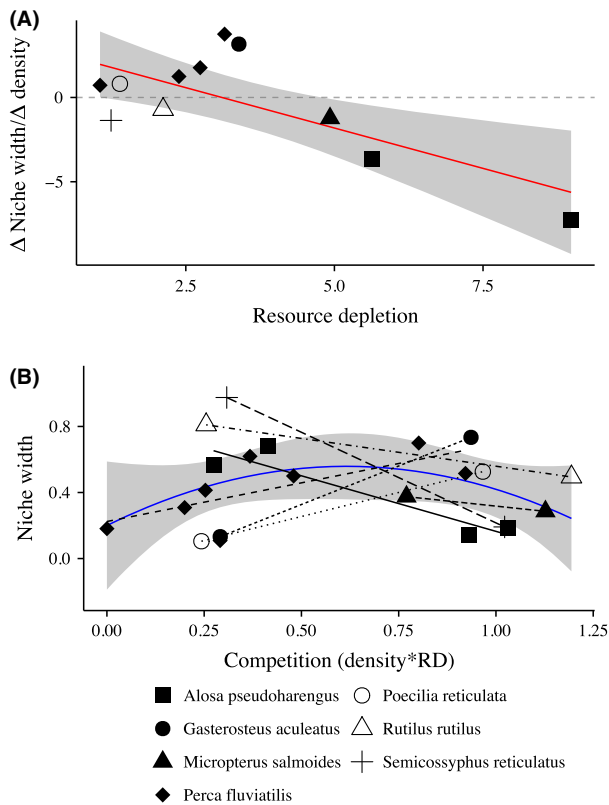 (A)
Δ Niche width/Δ density
0
−5
2.5 5.0 7.5
Resource depletion
(B)
Niche width
0.8
0.4
0.0
0.00 0.25 0.50 0.75 1.00 1.25
Competition (density*RD)
Alosa pseudoharengus Poecilia reticulata
Gasterosteus aculeatus Rutilus rutilus
Micropterus salmoides Semicossyphus reticulatus
Perca fluviatilis